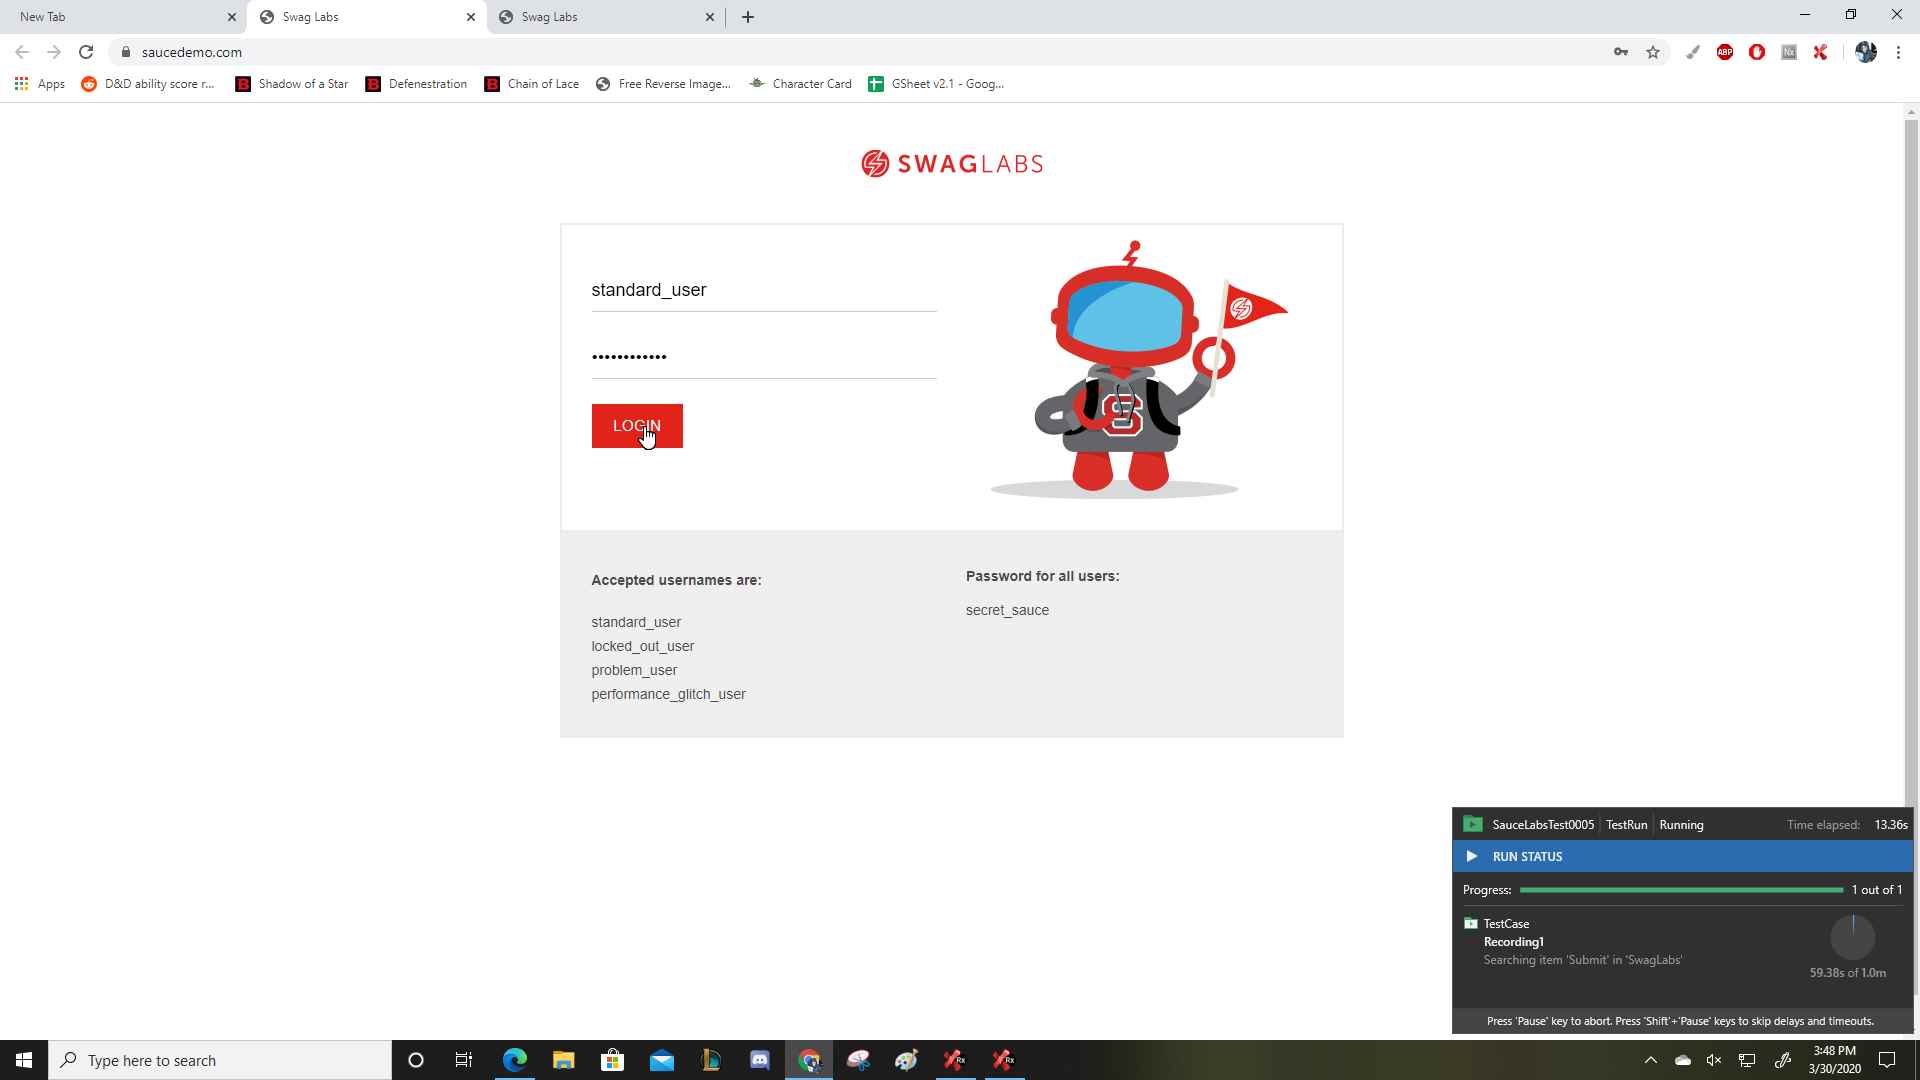 New Tab
Swag Labs
Swag Labs
saucedemo.com
ABP
Nx
Apps
D&D ability score r...
Shadow of a Star
Defenestration
Chain of Lace
Free Reverse Image...
Character Card
GSheet v2.1 - Goog...
SWAGLABS
standard_user
••••••••••••
LOGIN
S
Accepted usernames are:
standard_user
locked_out_user
problem_user
performance_glitch_user
Password for all users:
secret_sauce
SauceLabsTest0005 TestRun Running Time elapsed: 13.36s
RUN STATUS
Progress: 1 out of 1
TestCase
Recording1
Searching item 'Submit' in 'SwagLabs'
59.38s of 1.0m
Press 'Pause' key to abort. Press 'Shift'+'Pause' keys to skip delays and timeouts.
Type here to search
Rx
Rx
3:48 PM
3/30/2020